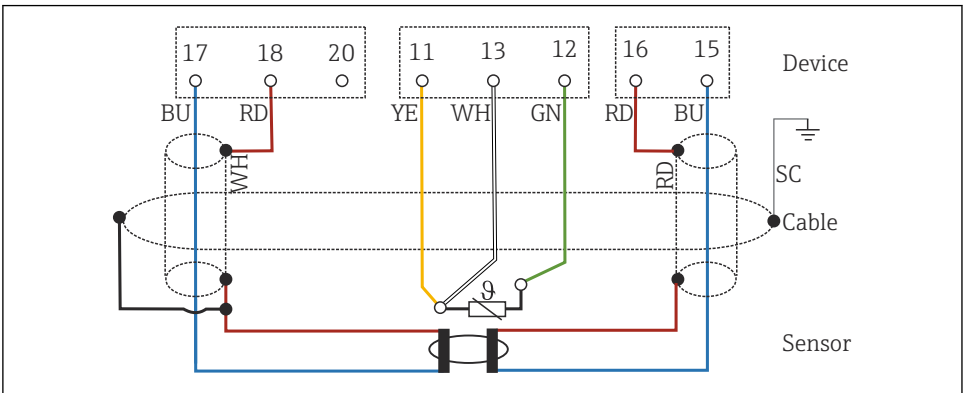 17 18 20 11 13 12 16 15 Device
BU RD YE WH GN RD BU
WH RD SC
Cable
ϑ
Sensor